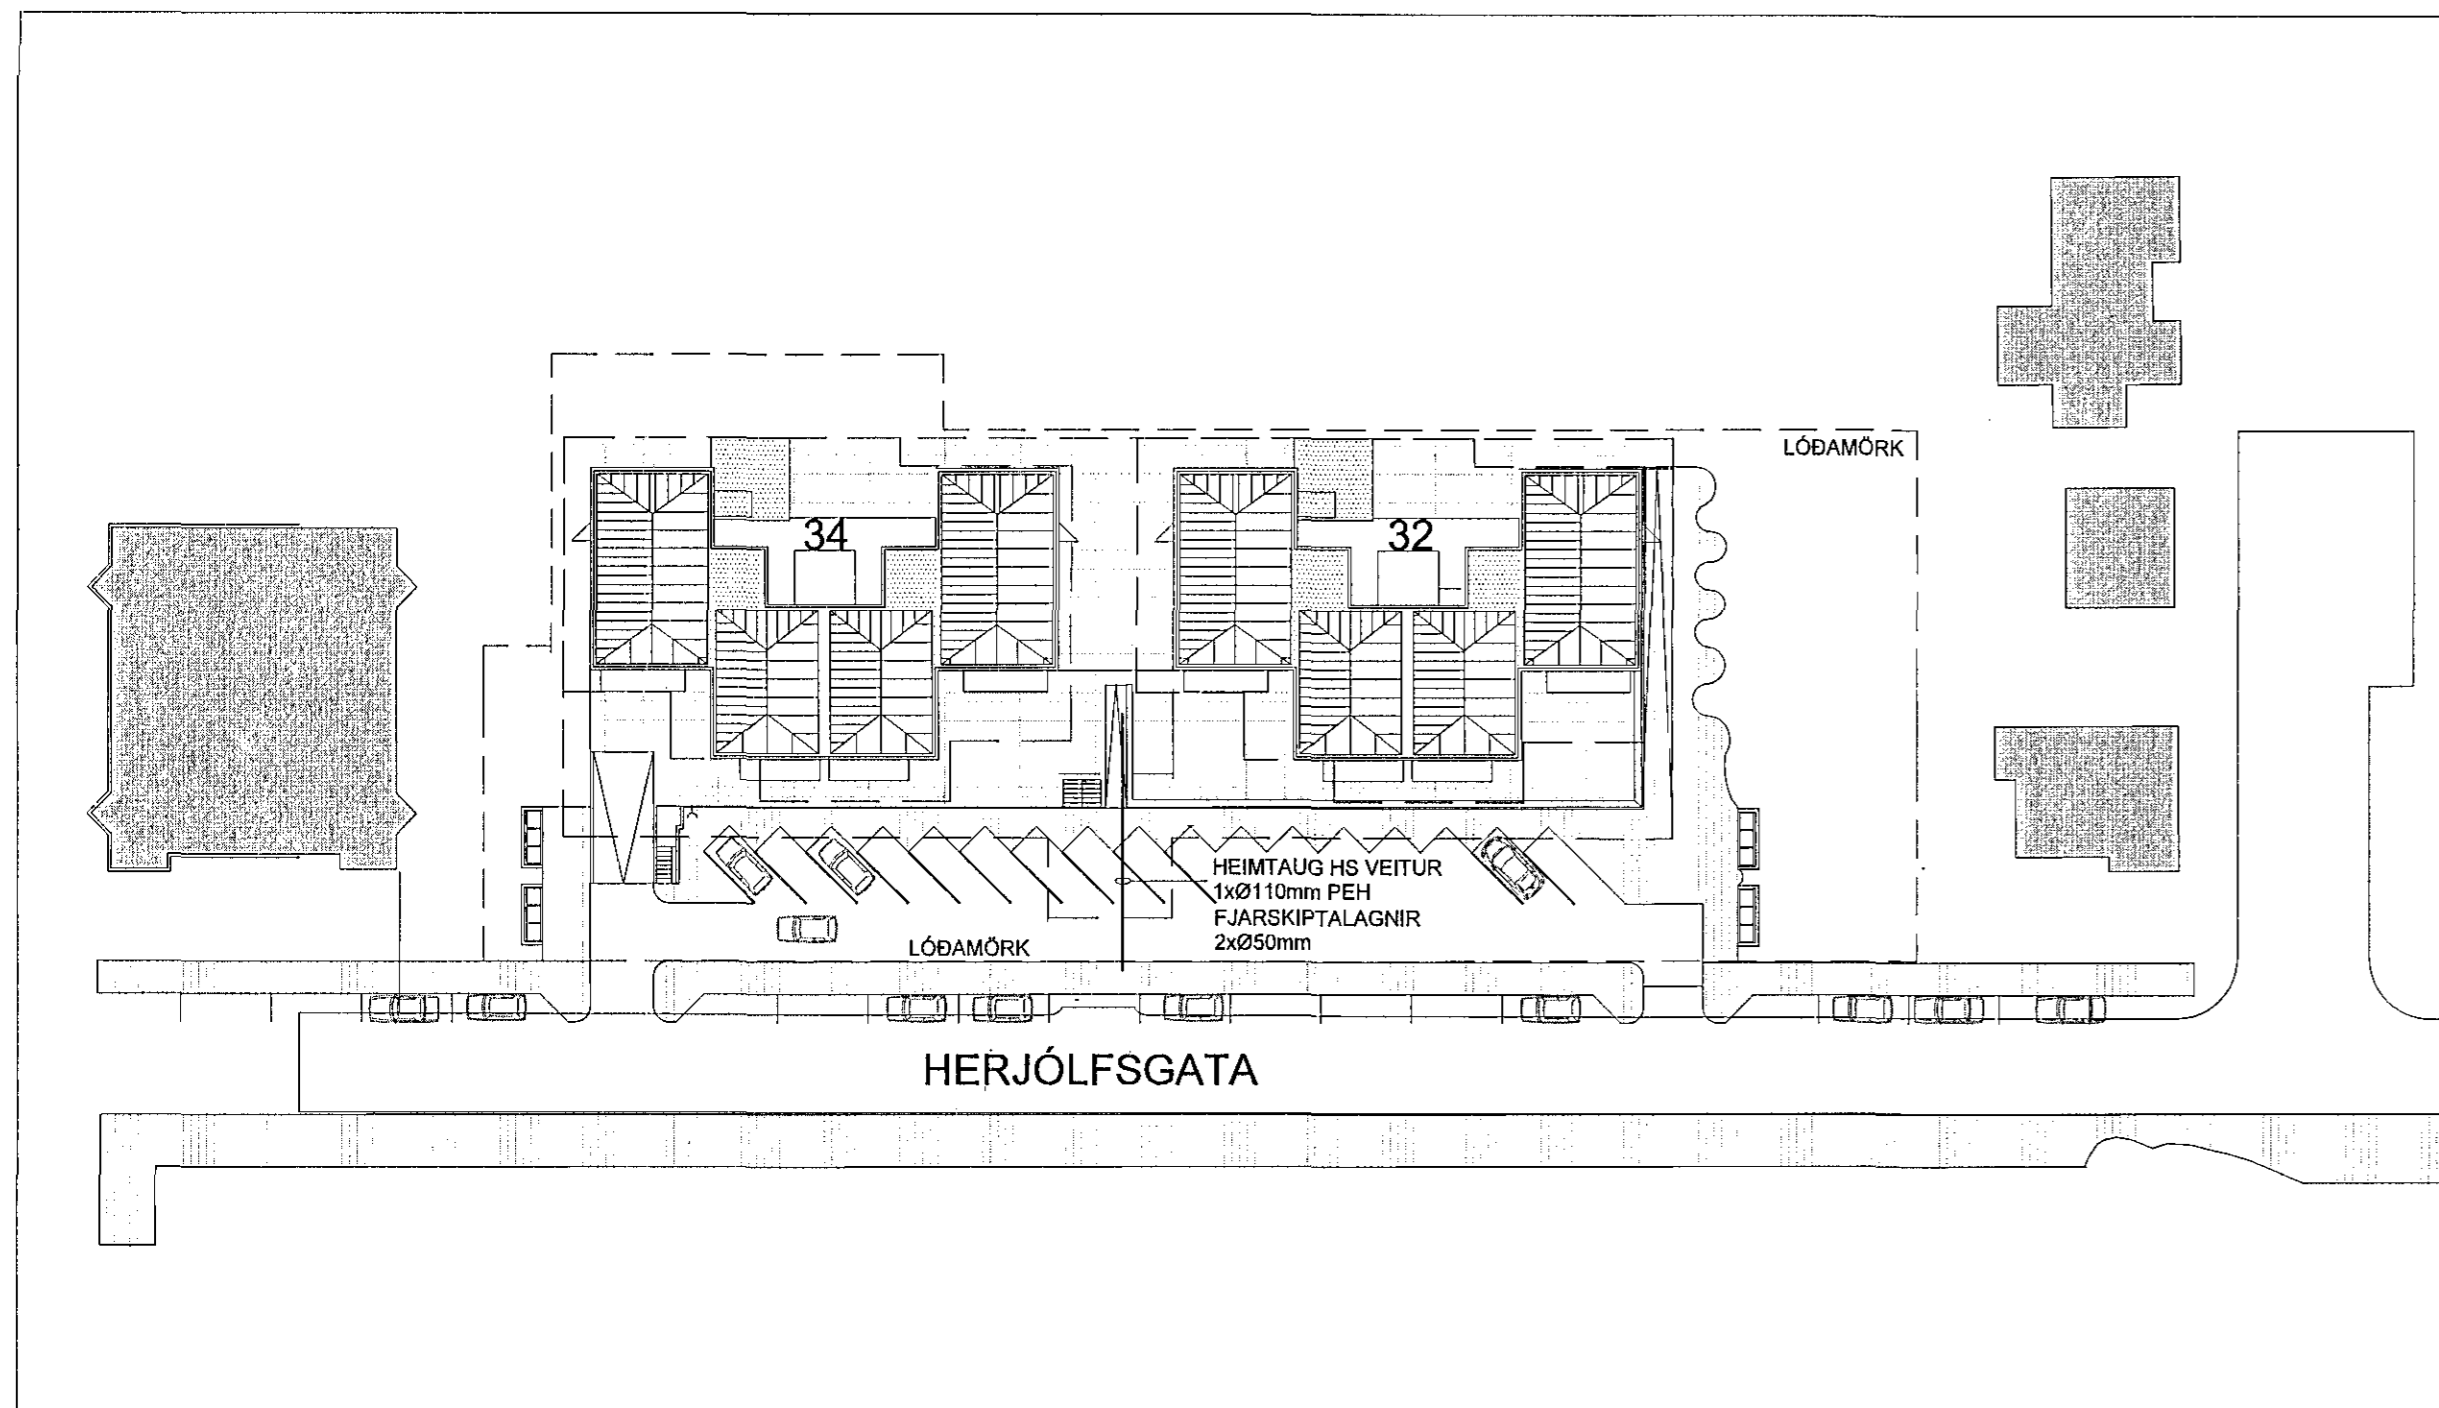 LÓÐAMÖRK
34
32
HEIMTAUG HS VEITUR
1xØ110mm PEH
FJARSKIPTALAGNIR
2xØ50mm
LÓÐAMÖRK
HERJÓLFSGATA